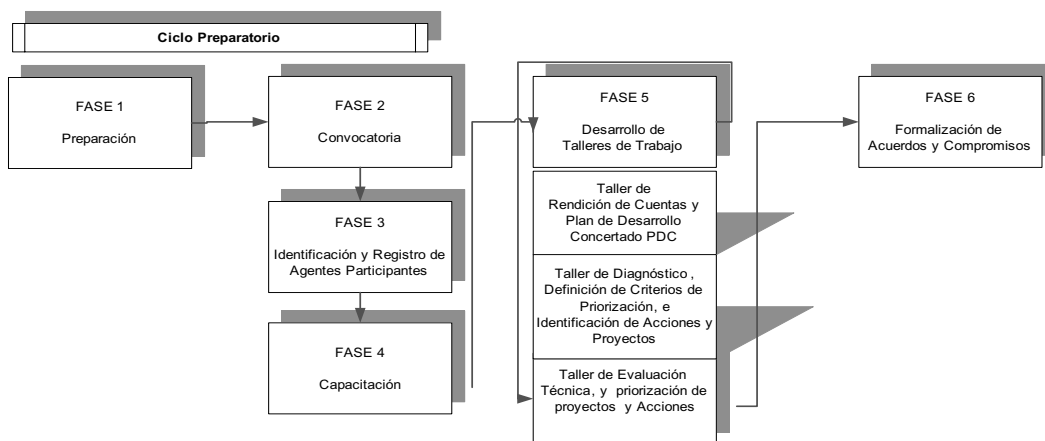 Ciclo Preparatorio
FASE 1
Preparación
FASE 2
Convocatoria
FASE 3
Identificación y Registro de
Agentes Participantes
FASE 4
Capacitación
FASE 5
Desarrollo de
Talleres de Trabajo
Taller de
Rendición de Cuentas y
Plan de Desarrollo
Concertado PDC
Taller de Diagnóstico ,
Definición de Criterios de
Priorización, e
Identificación de Acciones y
Proyectos
Taller de Evaluación
Técnica, y priorización de
proyectos y Acciones
FASE 6
Formalización de
Acuerdos y Compromisos